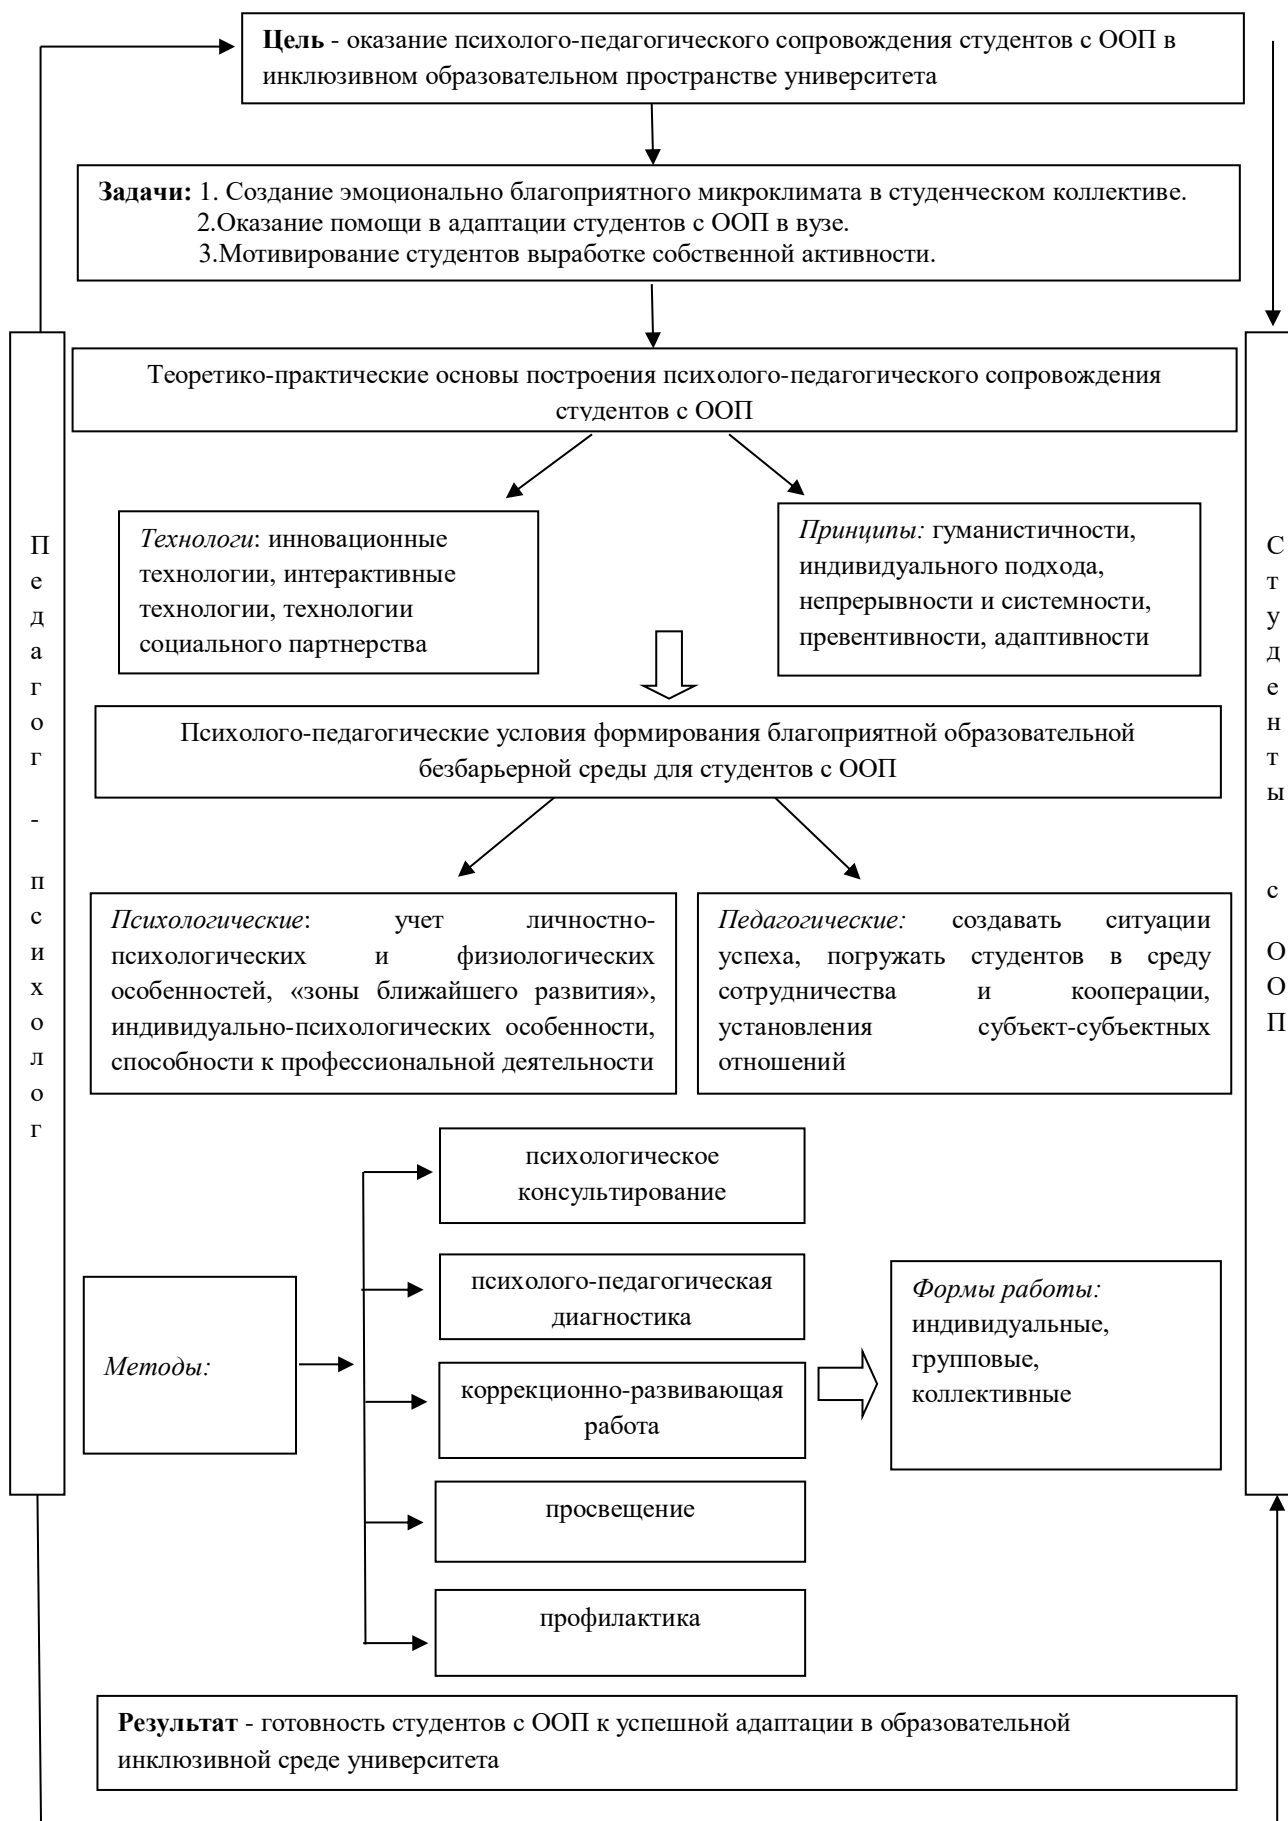 Цель - оказание психолого-педагогического сопровождения студентов с ООП в
инклюзивном образовательном пространстве университета
Задачи: 1. Создание эмоционально благоприятного микроклимата в студенческом коллективе.
2.Оказание помощи в адаптации студентов с ООП в вузе.
3.Мотивирование студентов выработке собственной активности.
Теоретико-практические основы построения психолого-педагогического сопровождения
студентов с ООП
Технологи: инновационные
технологии, интерактивные
технологии, технологии
социального партнерства
Принципы: гуманистичности,
индивидуального подхода,
непрерывности и системности,
превентивности, адаптивности
Педагог - психолог
Студенты с ООП
Психолого-педагогические условия формирования благоприятной образовательной
безбарьерной среды для студентов с ООП
Психологические: учет личностно-
психологических и физиологических
особенностей, «зоны ближайшего развития»,
индивидуально-психологических особенности,
способности к профессиональной деятельности
Педагогические: создавать ситуации
успеха, погружать студентов в среду
сотрудничества и кооперации,
установления субъект-субъектных
отношений
Методы:
психологическое
консультирование
психолого-педагогическая
диагностика
коррекционно-развивающая
работа
просвещение
профилактика
Формы работы:
индивидуальные,
групповые,
коллективные
Результат - готовность студентов с ООП к успешной адаптации в образовательной
инклюзивной среде университета